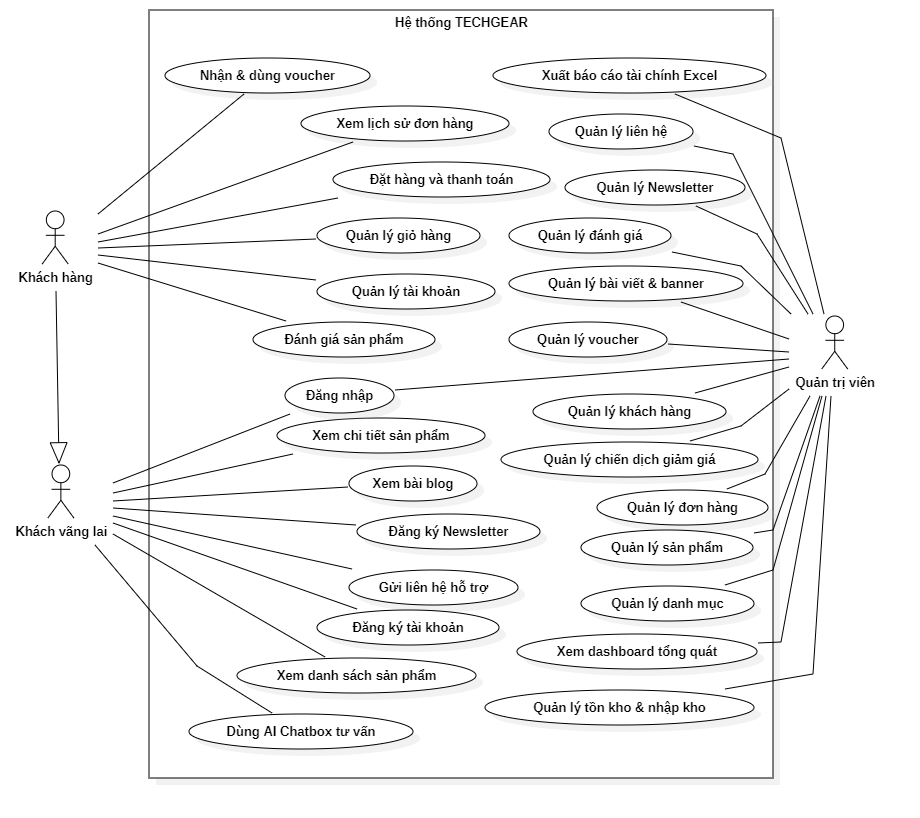 Hệ thống TECHGEAR
Nhận & dùng voucher
Xuất báo cáo tài chính Excel
Xem lịch sử đơn hàng
Quản lý liên hệ
Đặt hàng và thanh toán
Quản lý Newsletter
Quản lý giỏ hàng
Quản lý đánh giá
Khách hàng
Quản lý tài khoản
Quản lý bài viết & banner
Đánh giá sản phẩm
Quản lý voucher
Quản trị viên
Đăng nhập
Quản lý khách hàng
Xem chi tiết sản phẩm
Quản lý chiến dịch giảm giá
Xem bài blog
Quản lý đơn hàng
Khách vãng lai
Đăng ký Newsletter
Quản lý sản phẩm
Gửi liên hệ hỗ trợ
Quản lý danh mục
Đăng ký tài khoản
Xem dashboard tổng quát
Xem danh sách sản phẩm
Quản lý tồn kho & nhập kho
Dùng AI Chatbox tư vấn